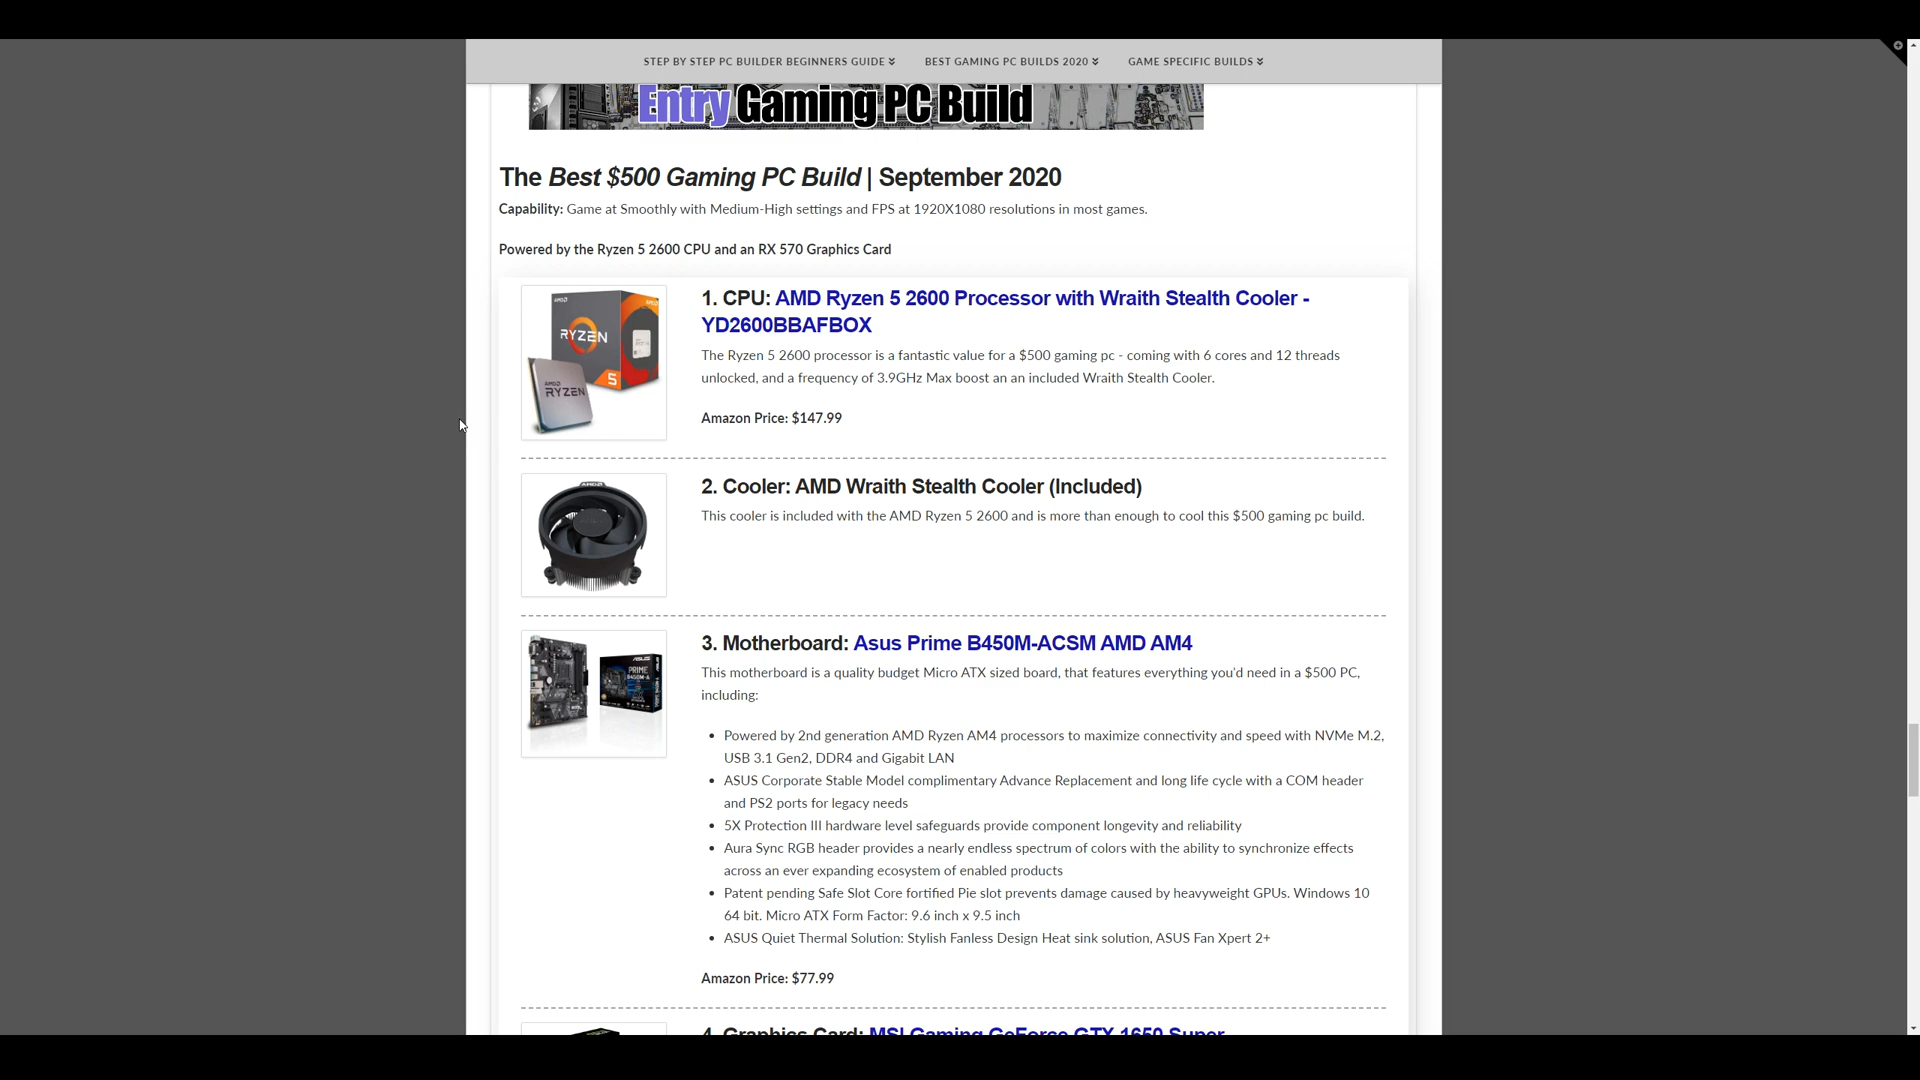 STEP BY STEP PC BUILDER BEGINNERS GUIDE BEST GAMING PC BUILDS 2020 GAME SPECIFIC BUILDS
Entry Gaming PC Build
The Best $500 Gaming PC Build | September 2020
Capability: Game at Smoothly with Medium-High settings and FPS at 1920X1080 resolutions in most games.
Powered by the Ryzen 5 2600 CPU and an RX 570 Graphics Card
AMD
RYZEN
5
AMD
RYZEN
1. CPU: AMD Ryzen 5 2600 Processor with Wraith Stealth Cooler -
YD2600BBAFBOX
The Ryzen 5 2600 processor is a fantastic value for a $500 gaming pc - coming with 6 cores and 12 threads
unlocked, and a frequency of 3.9GHz Max boost an an included Wraith Stealth Cooler.
Amazon Price: $147.99
AMD
2. Cooler: AMD Wraith Stealth Cooler (Included)
This cooler is included with the AMD Ryzen 5 2600 and is more than enough to cool this $500 gaming pc build.
ASUS
PRIME
B450M-A
3. Motherboard: Asus Prime B450M-ACSM AMD AM4
This motherboard is a quality budget Micro ATX sized board, that features everything you'd need in a $500 PC,
including:
• Powered by 2nd generation AMD Ryzen AM4 processors to maximize connectivity and speed with NVMe M.2,
USB 3.1 Gen2, DDR4 and Gigabit LAN
• ASUS Corporate Stable Model complimentary Advance Replacement and long life cycle with a COM header
and PS2 ports for legacy needs
• 5X Protection III hardware level safeguards provide component longevity and reliability
• Aura Sync RGB header provides a nearly endless spectrum of colors with the ability to synchronize effects
across an ever expanding ecosystem of enabled products
• Patent pending Safe Slot Core fortified Pie slot prevents damage caused by heavyweight GPUs. Windows 10
64 bit. Micro ATX Form Factor: 9.6 inch x 9.5 inch
• ASUS Quiet Thermal Solution: Stylish Fanless Design Heat sink solution, ASUS Fan Xpert 2+
Amazon Price: $77.99
4. Graphics Card: MSI Gaming GeForce GTX 1650 Super